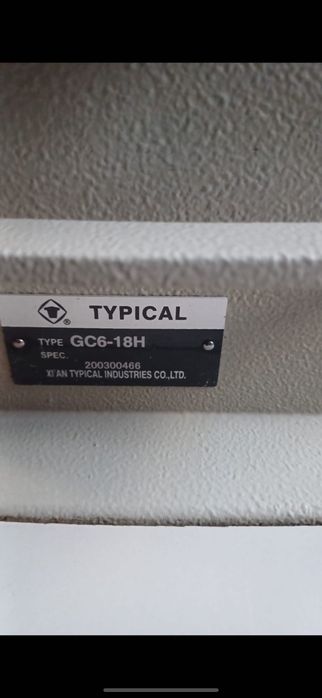 ® TYPICAL
TYPE GC6-18H
SPEC.
200300466
XI'AN TYPICAL INDUSTRIES CO.,LTD.